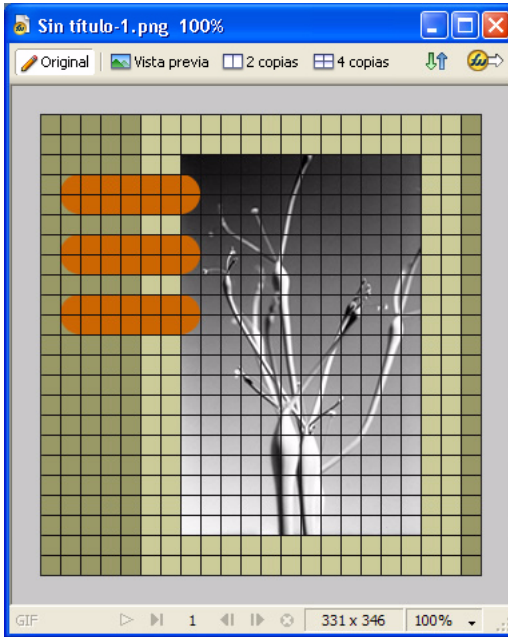 Sin título-1.png 100%
Original Vista previa 2 copias 4 copias
GIF 1 331 x 346 100%